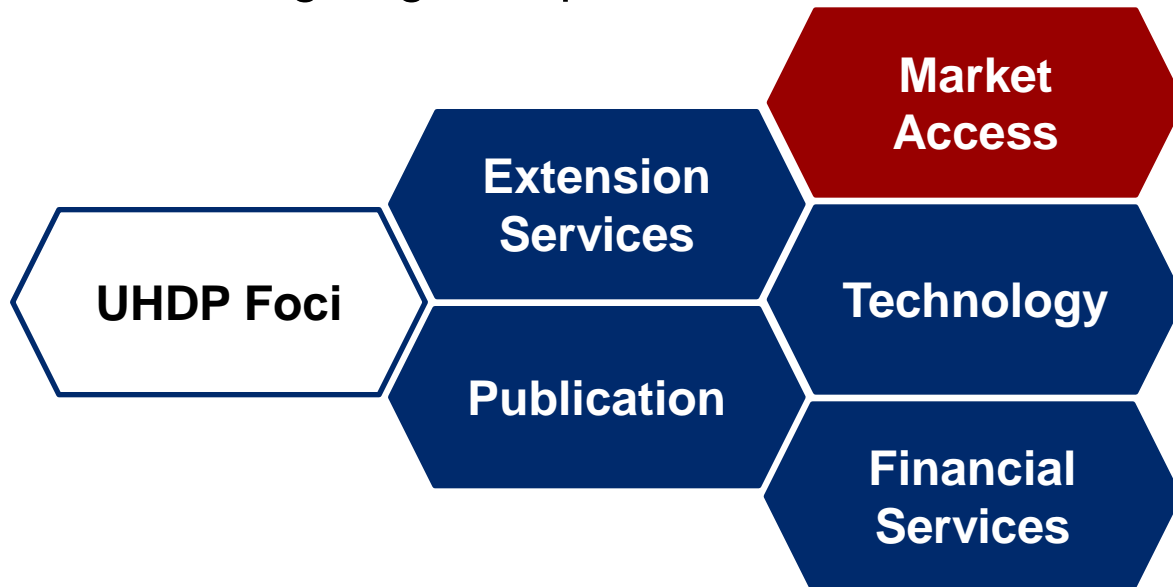 Market
Access
Extension
Services
UHDP Foci
Technology
Publication
Financial
Services